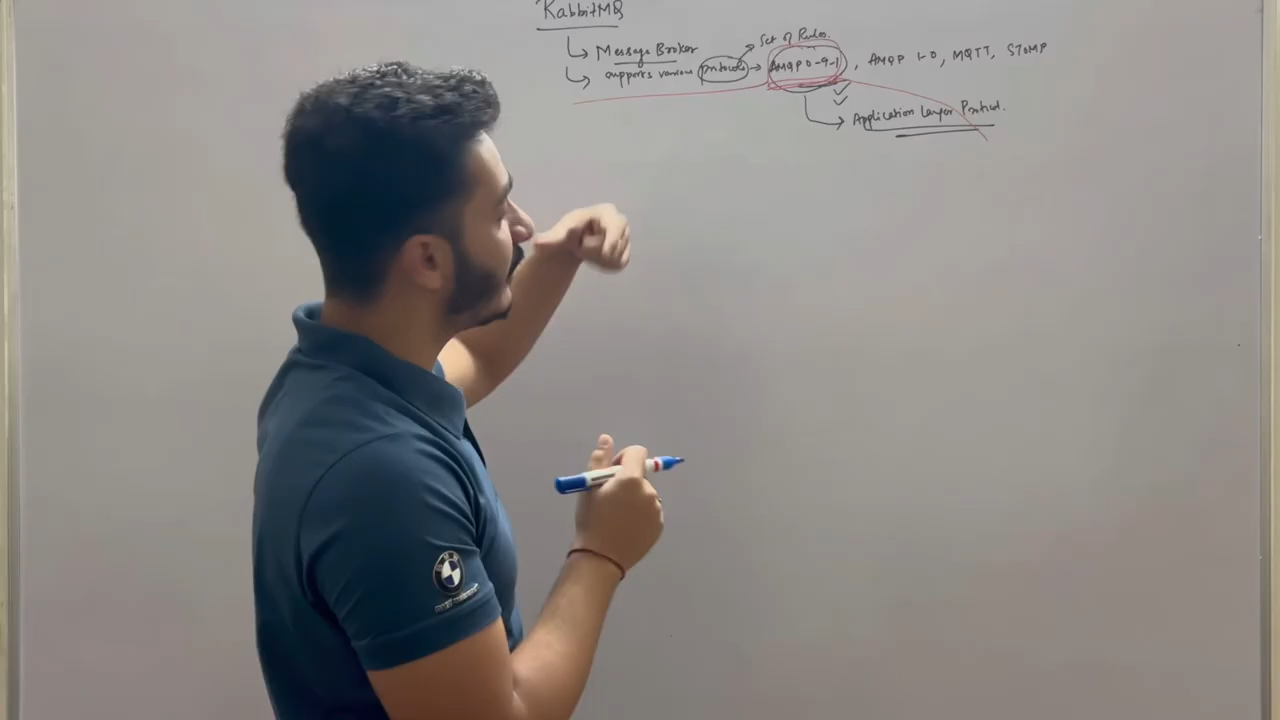 RabbitMQ
↳ Message Broker
Set of Rules.
↳ supports various protocols → AMQP 0-9-1, AMQP 1-0, MQTT, STOMP
↳ Application Layer Protocol.
BMW